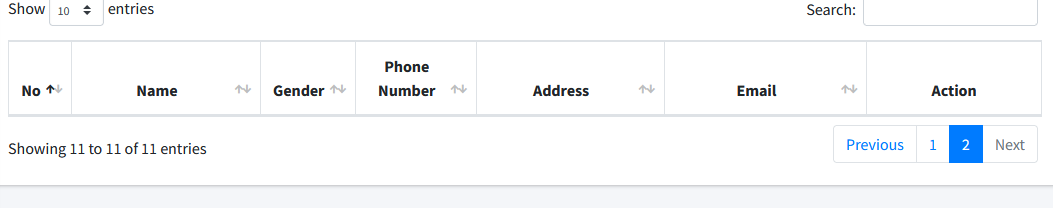 Show 10 entries Search:
No Name Gender Phone Number Address Email Action
Showing 11 to 11 of 11 entries Previous 1 2 Next